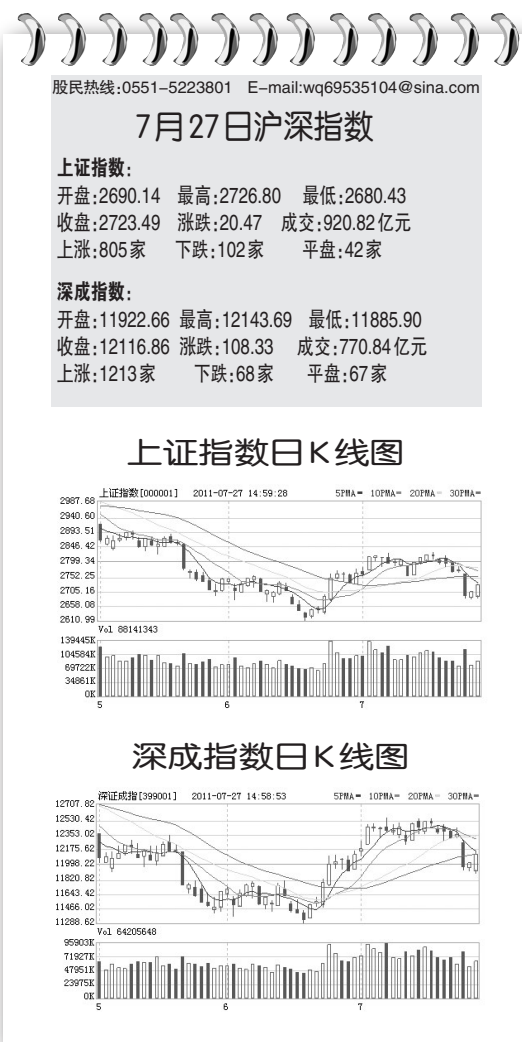 股民热线:0551-5223801 E-mail:wq69535104@sina.com
7月27日沪深指数
上证指数:
开盘:2690.14 最高:2726.80 最低:2680.43
收盘:2723.49 涨跌:20.47 成交:920.82亿元
上涨:805家 下跌:102家 平盘:42家
深成指数:
开盘:11922.66 最高:12143.69 最低:11885.90
收盘:12116.86 涨跌:108.33 成交:770.84亿元
上涨:1213家 下跌:68家 平盘:67家
上证指数日K线图
上证指数[000001] 2011-07-27 14:59:28 5PMA 10PMA 20PMA 30PMA
2987.68
2940.60
2893.51
2846.42
2799.34
2752.25
2705.16
2658.08
2610.99
Vol 88141343
139445K
104584K
69722K
34861K
0K
5 6 7
深成指数日K线图
深证成指[399001] 2011-07-27 14:58:53 5PMA 10PMA 20PMA 30PMA
12707.82
12530.42
12353.02
12175.62
11998.22
11820.82
11643.42
11466.02
11288.62
Vol 64205648
95903K
71927K
47951K
23975K
0K
5 6 7